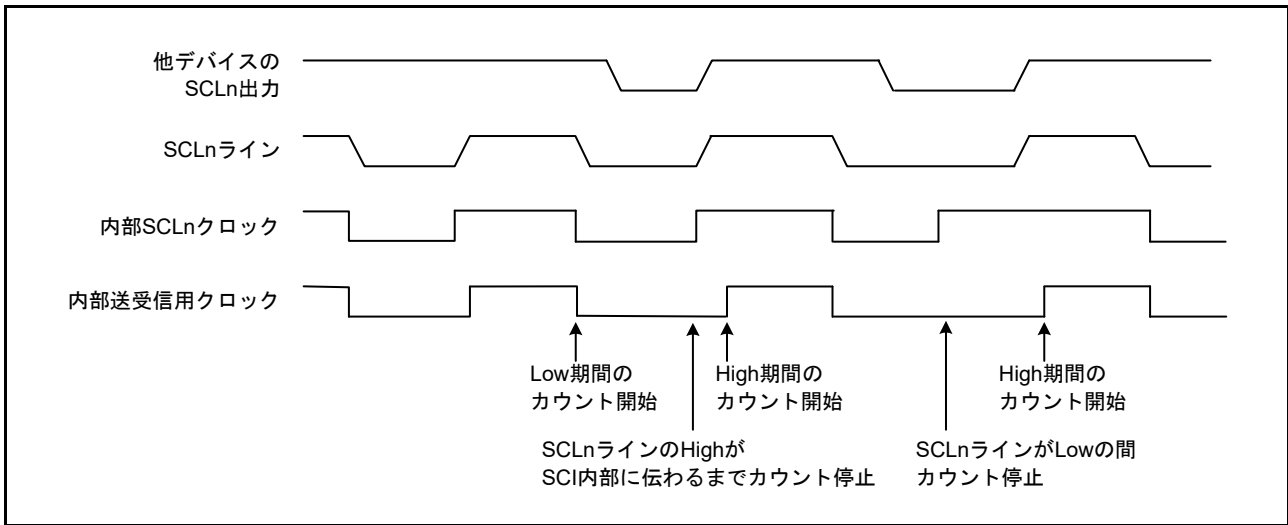 他デバイスの
SCLn出力
SCLnライン
内部SCLnクロック
内部送受信用クロック
Low期間の
カウント開始
High期間の
カウント開始
High期間の
カウント開始
SCLnラインのHighが
SCI内部に伝わるまでカウント停止
SCLnラインがLowの間
カウント停止